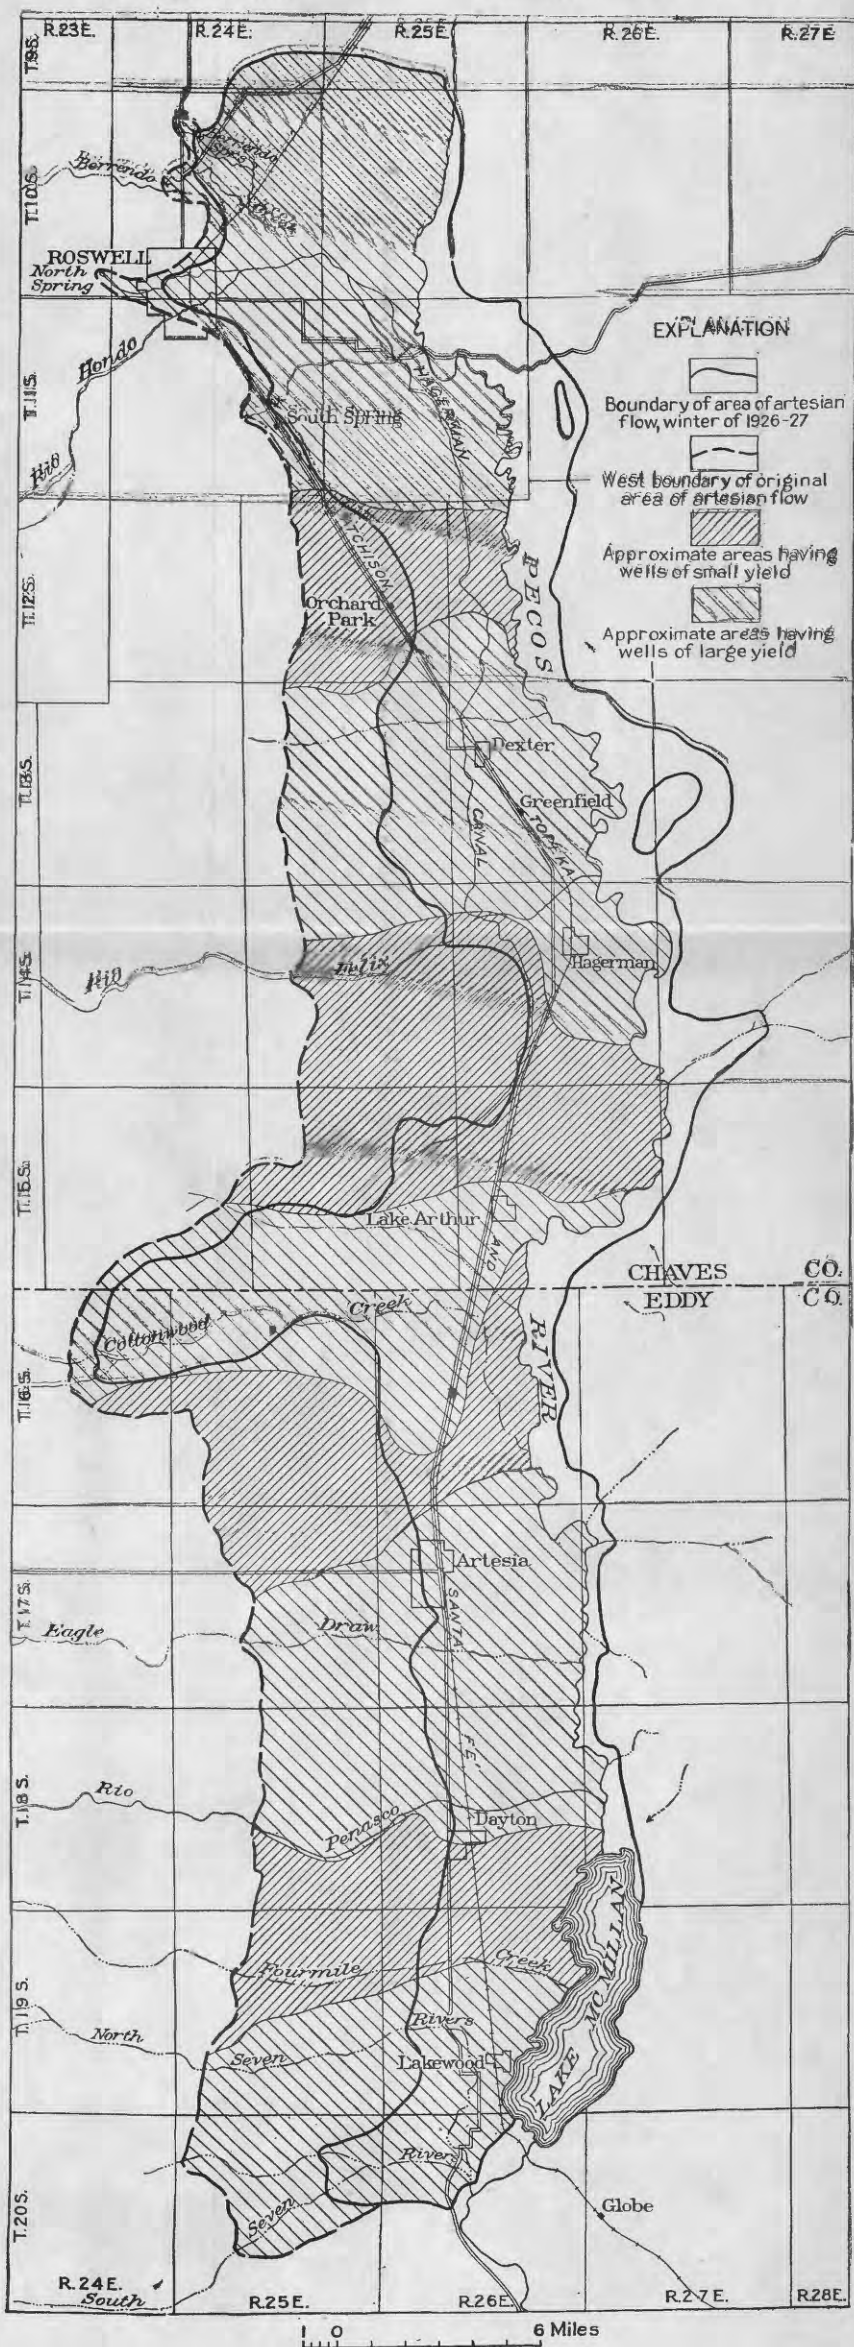 R.23E. R.24E. R.25E. R.26E. R.27E
T.9S.
Berrendo
Spring
Berrendo
T.10S.
ROSWELL
North
Spring
EXPLANATION
Boundary of area of artesian
flow, winter of 1926-27
West boundary of original
area of artesian flow
Approximate areas having
wells of small yield
Approximate areas having
wells of large yield
Rio Hondo
T.11S.
HAGERMAN
South Spring
ATCHISON
PECOS
T.12S.
Orchard
Park
T.13S.
Dexter
Greenfield
CANAL
TOPEKA
T.14S.
Rio Felix
Hagerman
T.15S.
Lake Arthur
AND
CHAVES CO.
EDDY CO.
Cottonwood Creek
RIVER
T.16S.
Artesia
T.17S.
SANTA
Eagle Draw
FE
T.18S.
Rio
Penasco
Dayton
LAKE MCMILLAN
Fourmile Creek
T.19S.
North
Seven Rivers
Lakewood
Seven Rivers
T.20S.
Globe
R.24E.
South
R.25E. R.26E. R.27E. R.28E.
1 0 6 Miles